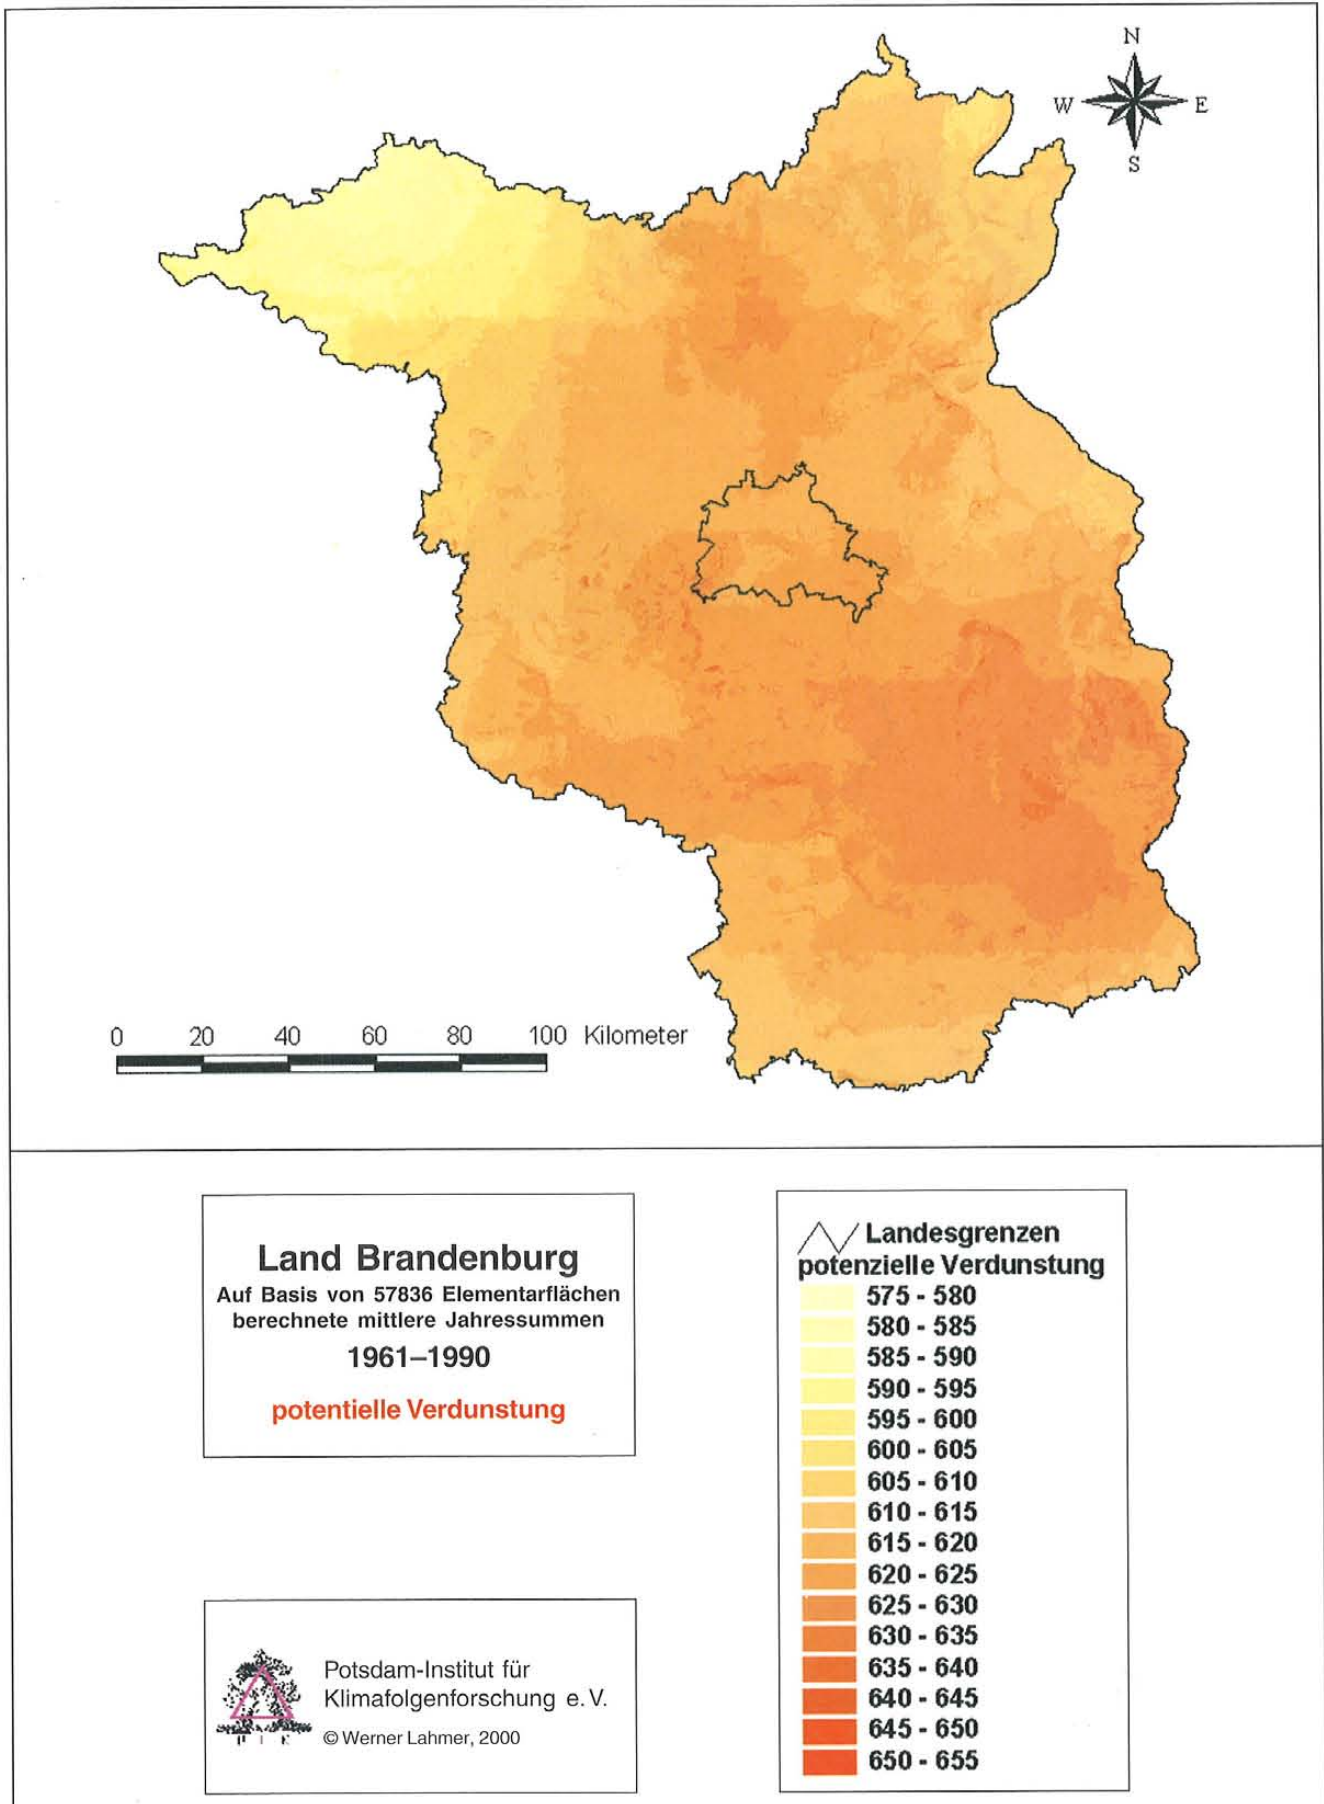 N
W E
S
0 20 40 60 80 100 Kilometer
Land Brandenburg
Auf Basis von 57836 Elementarflächen
berechnete mittlere Jahressummen
1961–1990
potentielle Verdunstung
Potsdam-Institut für
Klimafolgenforschung e. V.
© Werner Lahmer, 2000
P I K
Landesgrenzen
potenzielle Verdunstung
575 - 580
580 - 585
585 - 590
590 - 595
595 - 600
600 - 605
605 - 610
610 - 615
615 - 620
620 - 625
625 - 630
630 - 635
635 - 640
640 - 645
645 - 650
650 - 655